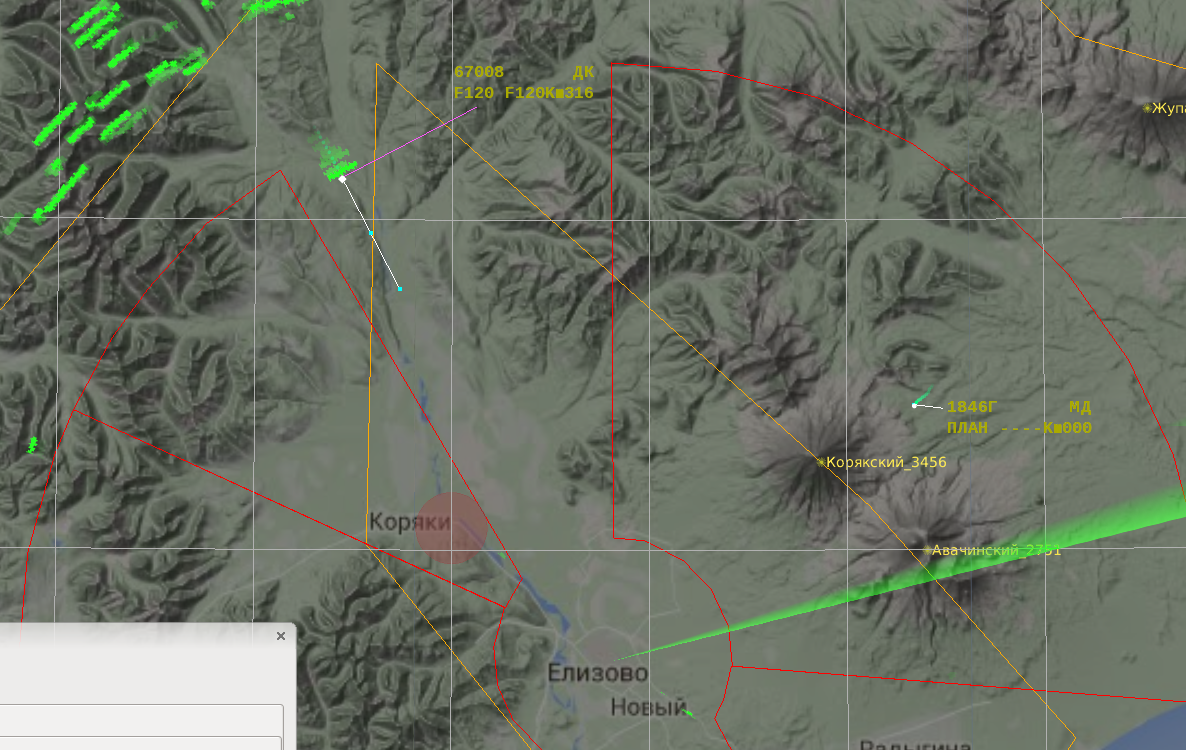 67008 ДК
F120 F120К■316
Жупа
1846Г МД
ПЛАН ----К■000
Корякский_3456
Коряки
Авачинский_2751
Елизово
Новый